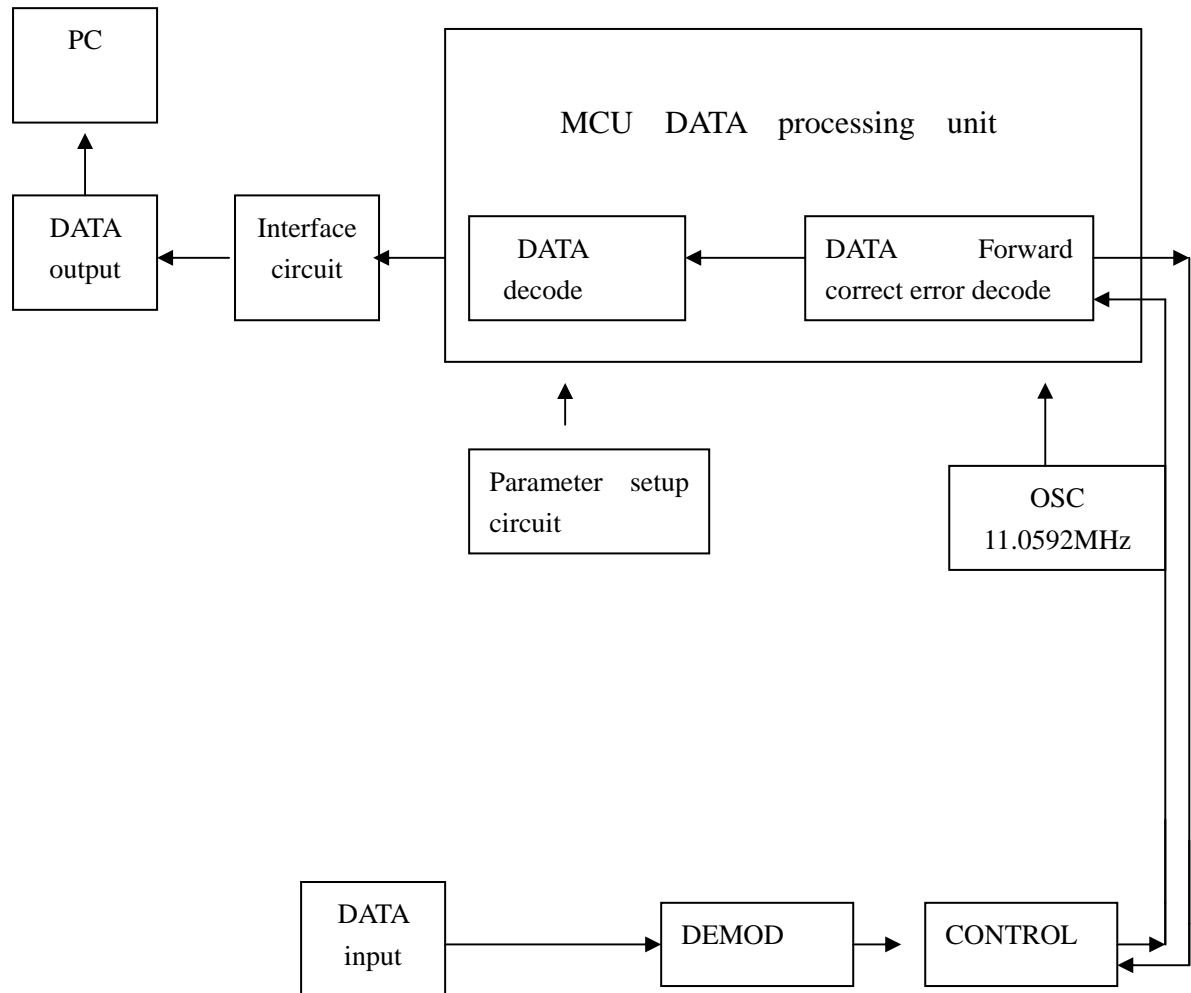 PC
MCU DATA processing unit
DATA
output
Interface
circuit
DATA
decode
DATA Forward
correct error decode
Parameter setup
circuit
OSC
11.0592MHz
DATA
input
DEMOD
CONTROL